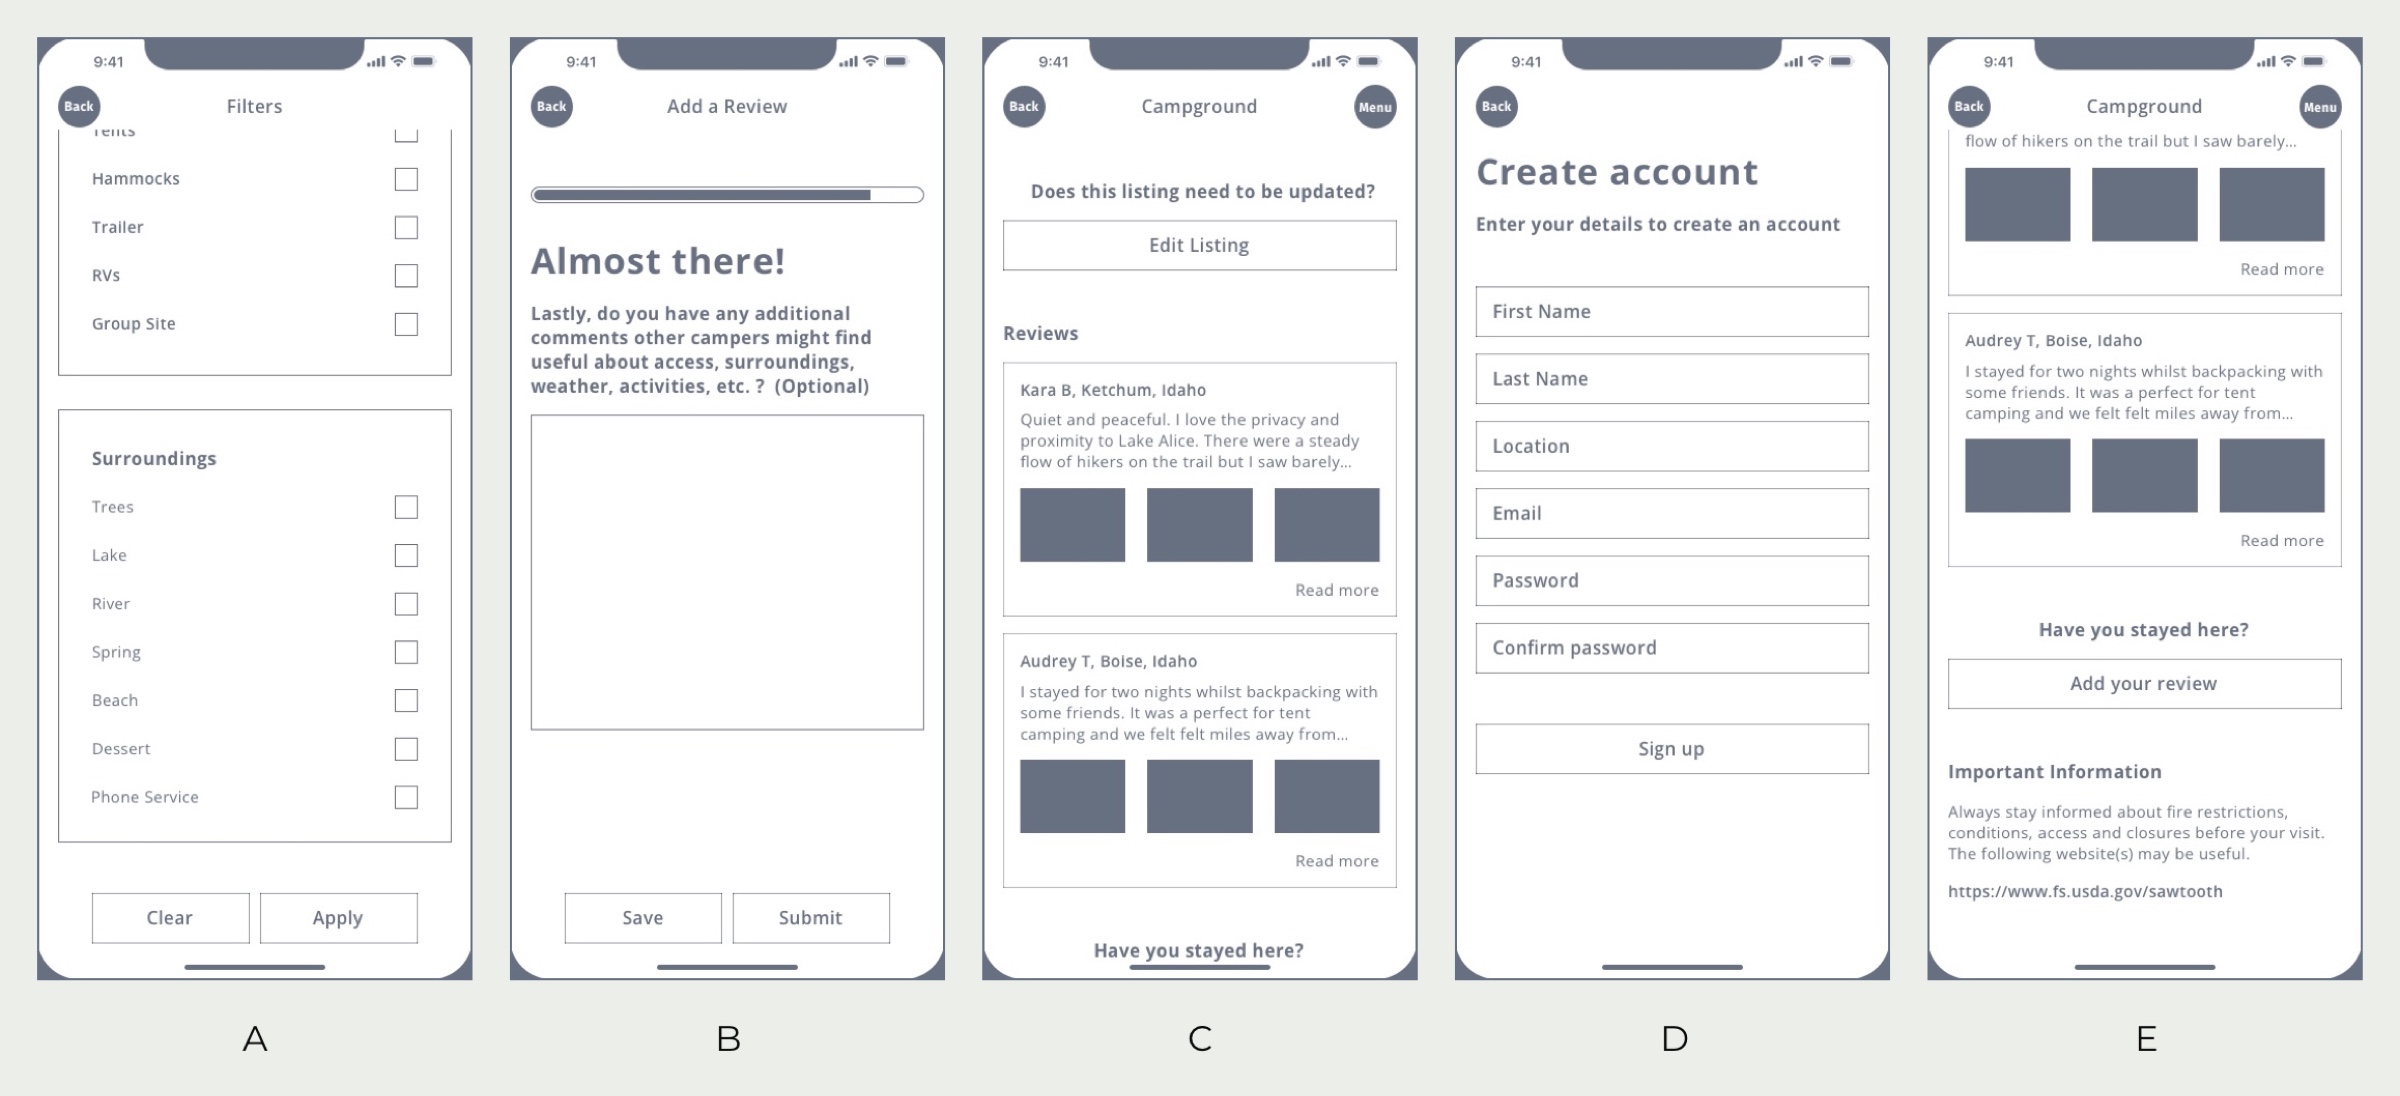 9:41
Back
Filters
Tents
Hammocks
Trailer
RVs
Group Site
Surroundings
Trees
Lake
River
Spring
Beach
Dessert
Phone Service
Clear
Apply
A
9:41
Back
Add a Review
Almost there!
Lastly, do you have any additional
comments other campers might find
useful about access, surroundings,
weather, activities, etc. ? (Optional)
Save
Submit
B
9:41
Back
Campground
Menu
Does this listing need to be updated?
Edit Listing
Reviews
Kara B, Ketchum, Idaho
Quiet and peaceful. I love the privacy and
proximity to Lake Alice. There were a steady
flow of hikers on the trail but I saw barely...
Read more
Audrey T, Boise, Idaho
I stayed for two nights whilst backpacking with
some friends. It was a perfect for tent
camping and we felt felt miles away from...
Read more
Have you stayed here?
C
9:41
Back
Create account
Enter your details to create an account
First Name
Last Name
Location
Email
Password
Confirm password
Sign up
D
9:41
Back
Campground
Menu
flow of hikers on the trail but I saw barely...
Read more
Audrey T, Boise, Idaho
I stayed for two nights whilst backpacking with
some friends. It was a perfect for tent
camping and we felt felt miles away from...
Read more
Have you stayed here?
Add your review
Important Information
Always stay informed about fire restrictions,
conditions, access and closures before your visit.
The following website(s) may be useful.
https://www.fs.usda.gov/sawtooth
E